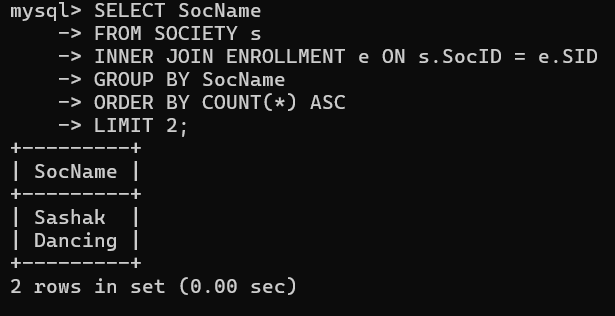 mysql> SELECT SocName
    -> FROM SOCIETY s
    -> INNER JOIN ENROLLMENT e ON s.SocID = e.SID
    -> GROUP BY SocName
    -> ORDER BY COUNT(*) ASC
    -> LIMIT 2;
+---------+
| SocName |
+---------+
| Sashak  |
| Dancing |
+---------+
2 rows in set (0.00 sec)